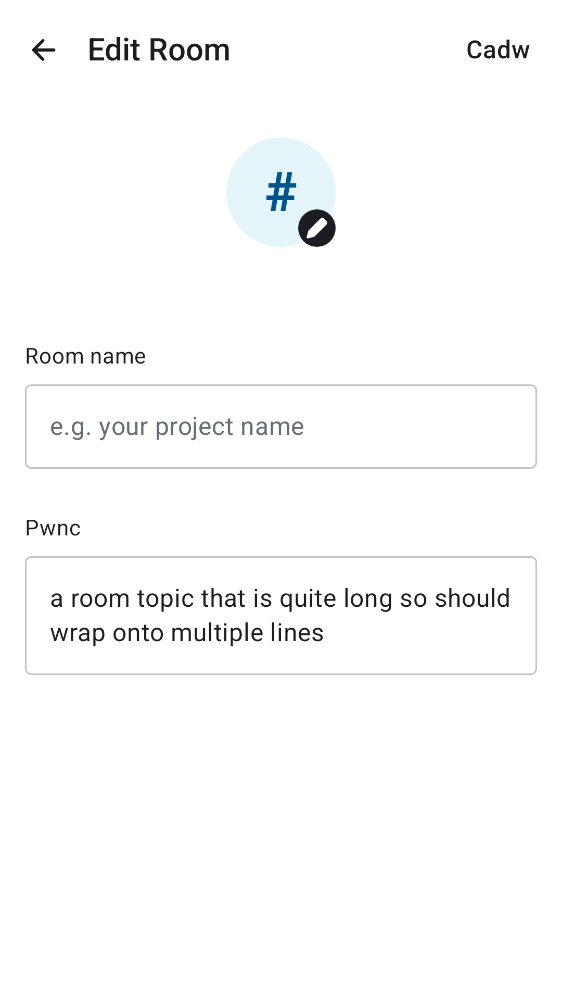 Edit Room
Cadw
#
Room name
e.g. your project name
Pwnc
a room topic that is quite long so should
wrap onto multiple lines